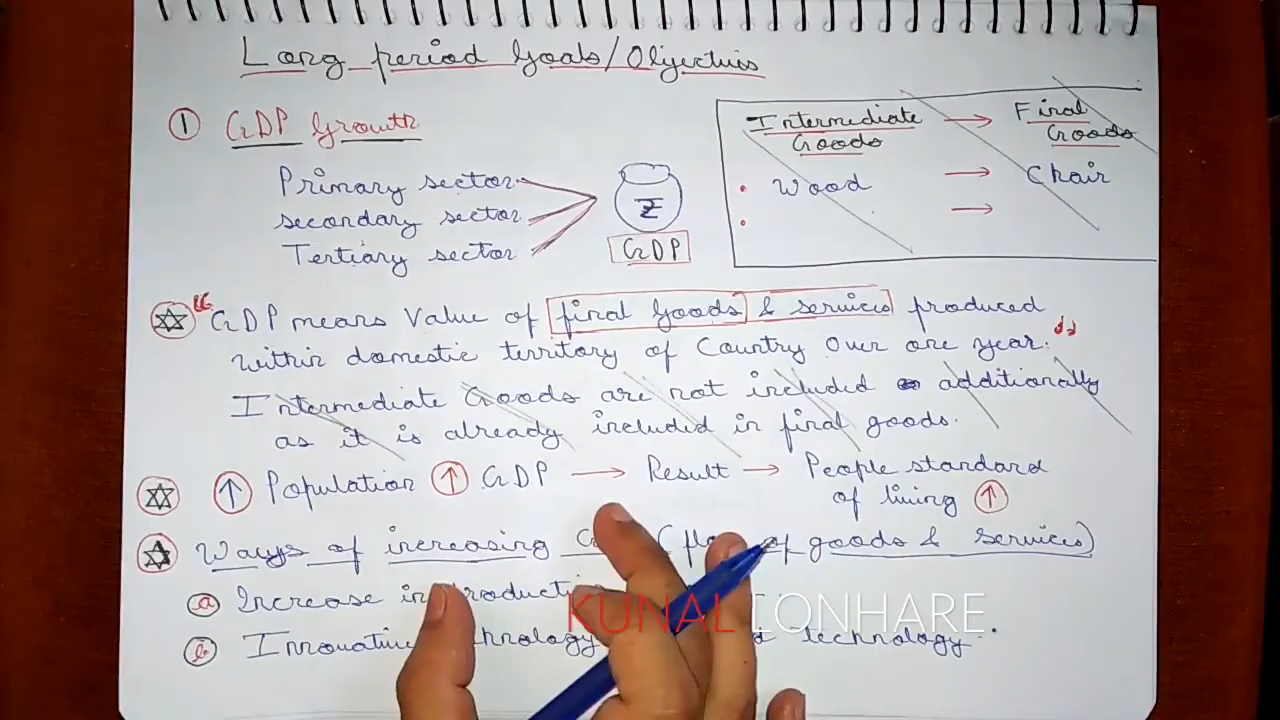 Long period Goals/Objectives
1 GDP Growth
Primary sector
secondary sector
Tertiary sector
₹
GDP
Intermediate Goods → Final Goods
• Wood → Chair
• →
"GDP means Value of final Goods & services produced
within domestic territory of Country Over one year."
Intermediate Goods are not included additionally
as it is already included in final goods.
↑ Population ↑ GDP → Result → People standard
of living ↑
Ways of increasing (of goods & services)
a Increase in
b technology.
KUNAL LONHARE